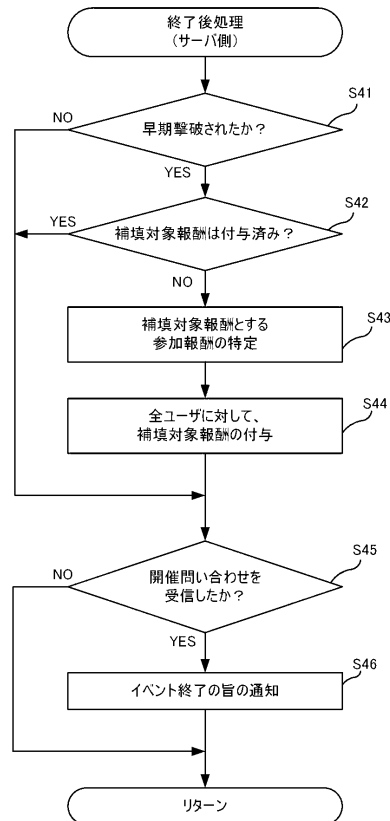 終了後処理
(サーバ側)
S41
早期撃破されたか？
NO
YES
S42
補填対象報酬は付与済み？
YES
NO
S43
補填対象報酬とする
参加報酬の特定
S44
全ユーザに対して、
補填対象報酬の付与
S45
開催問い合わせを
受信したか？
NO
YES
S46
イベント終了の旨の通知
リターン